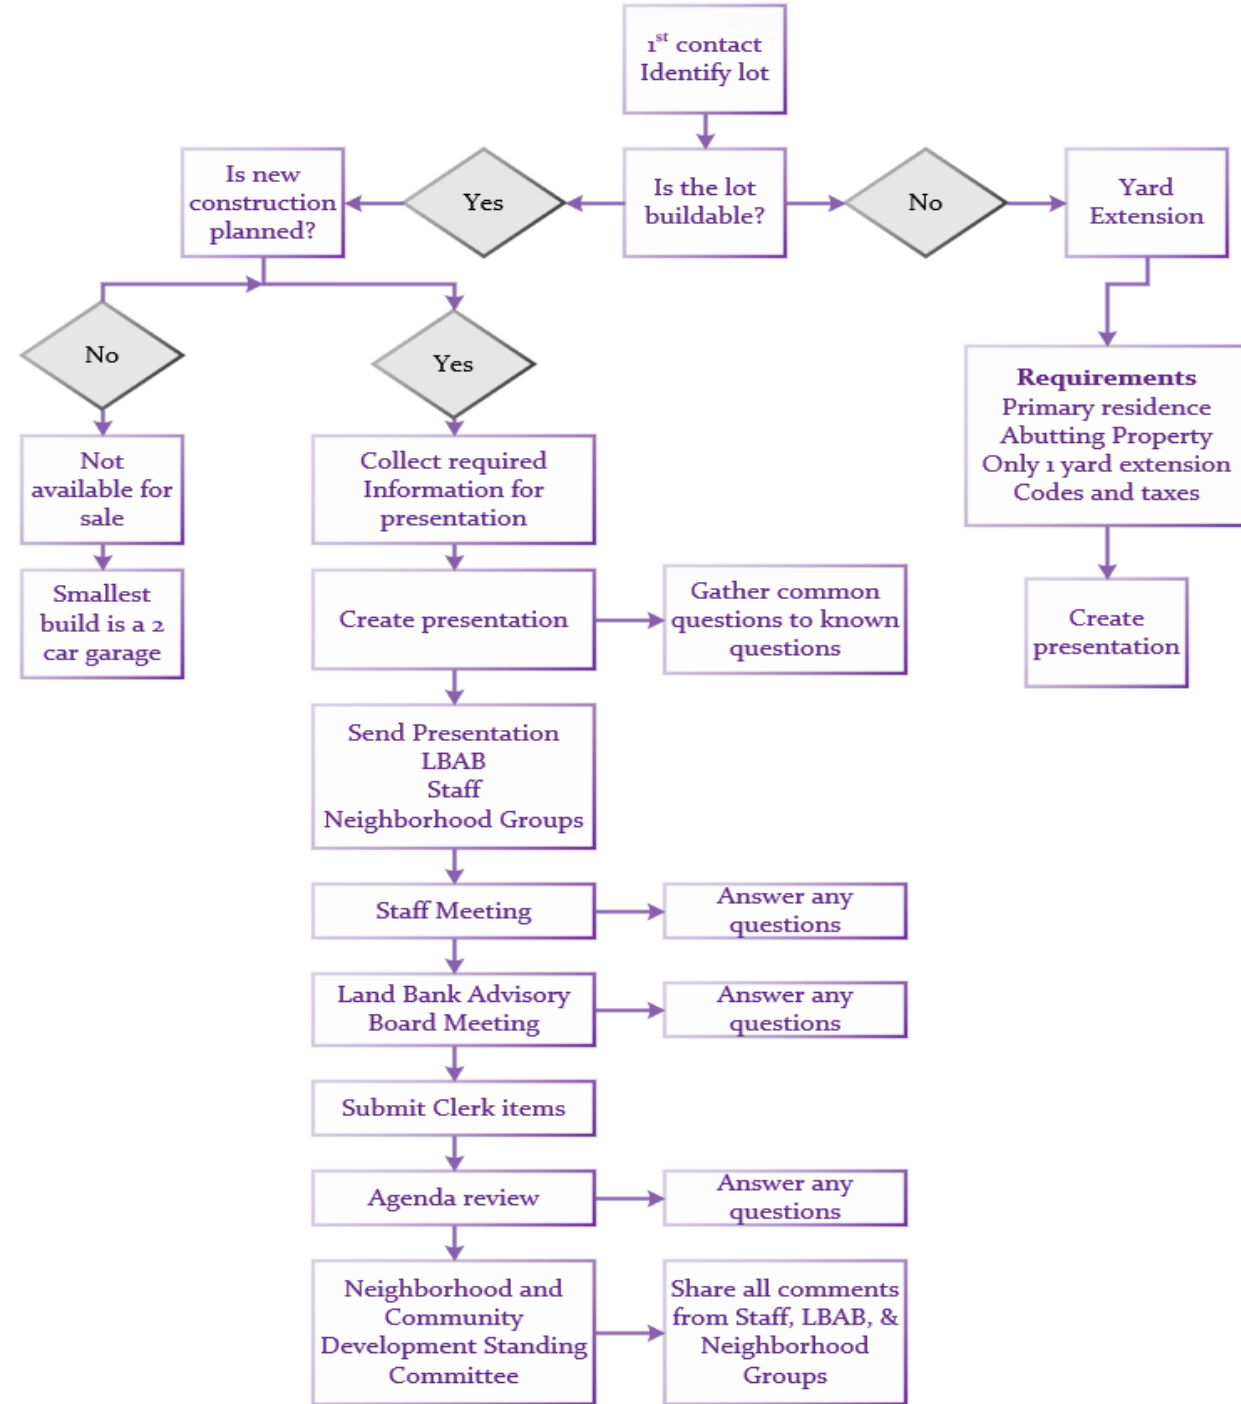 1st contact
Identify lot
Is new
construction
planned?
Yes
Is the lot
buildable?
No
Yard
Extension
No
Yes
Requirements
Primary residence
Abutting Property
Only 1 yard extension
Codes and taxes
Not
available for
sale
Collect required
Information for
presentation
Smallest
build is a 2
car garage
Create presentation
Gather common
questions to known
questions
Create
presentation
Send Presentation
LBAB
Staff
Neighborhood Groups
Staff Meeting
Answer any
questions
Land Bank Advisory
Board Meeting
Answer any
questions
Submit Clerk items
Agenda review
Answer any
questions
Neighborhood and
Community
Development Standing
Committee
Share all comments
from Staff, LBAB, &
Neighborhood
Groups